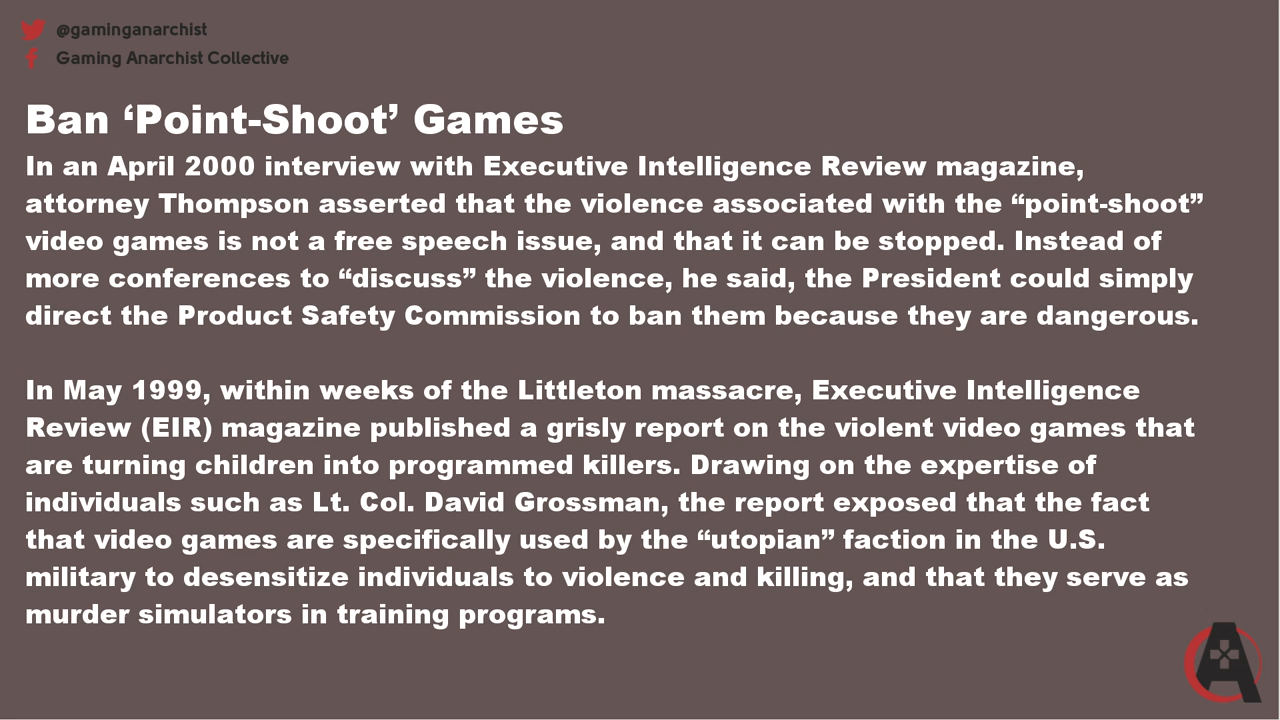 @gaminganarchist
Gaming Anarchist Collective
Ban ‘Point-Shoot’ Games
In an April 2000 interview with Executive Intelligence Review magazine,
attorney Thompson asserted that the violence associated with the “point-shoot”
video games is not a free speech issue, and that it can be stopped. Instead of
more conferences to “discuss” the violence, he said, the President could simply
direct the Product Safety Commission to ban them because they are dangerous.
In May 1999, within weeks of the Littleton massacre, Executive Intelligence
Review (EIR) magazine published a grisly report on the violent video games that
are turning children into programmed killers. Drawing on the expertise of
individuals such as Lt. Col. David Grossman, the report exposed that the fact
that video games are specifically used by the “utopian” faction in the U.S.
military to desensitize individuals to violence and killing, and that they serve as
murder simulators in training programs.